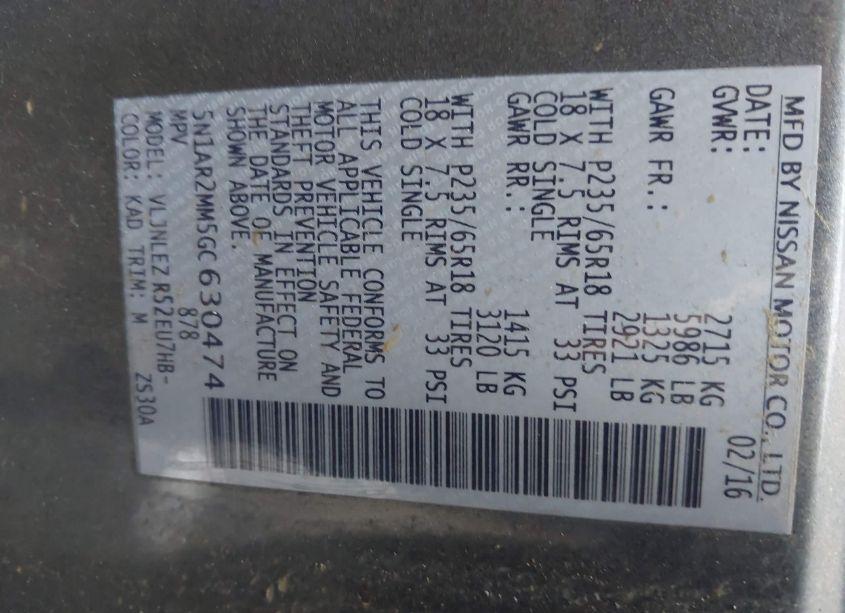 MFD BY NISSAN MOTOR CO., LTD.
DATE: 02/16
GVWR: 2715 KG
5986 LB
GAWR FR.: 1325 KG
2921 LB
WITH P235/65R18 TIRES
18 X 7.5 RIMS AT 33 PSI
COLD SINGLE
GAWR RR.: 1415 KG
3120 LB
WITH P235/65R18 TIRES
18 X 7.5 RIMS AT 33 PSI
COLD SINGLE
THIS VEHICLE CONFORMS TO
ALL APPLICABLE FEDERAL
MOTOR VEHICLE SAFETY AND
THEFT PREVENTION
STANDARDS IN EFFECT ON
THE DATE OF MANUFACTURE
SHOWN ABOVE.
5N1AR2MM5GC630474
MPV 878
MODEL: VLJNLEZ R52EU7HB-
COLOR: KAD TRIM: M ZS30A